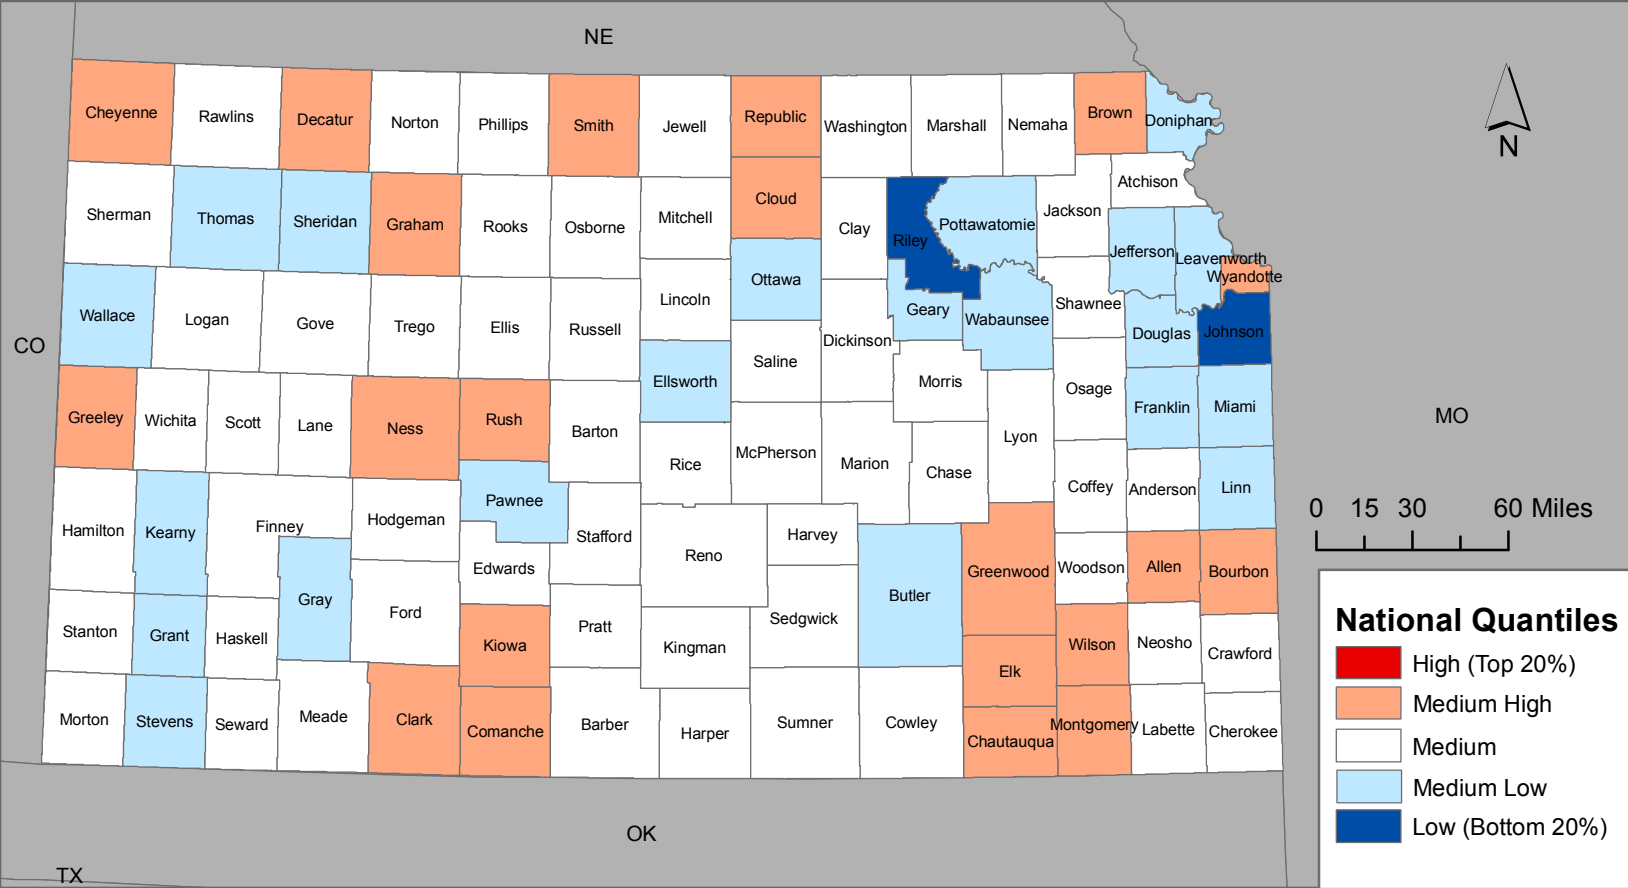 NE
Cheyenne
Rawlins
Decatur
Norton
Phillips
Smith
Jewell
Republic
Washington
Marshall
Nemaha
Brown
Doniphan
N
Sherman
Thomas
Sheridan
Graham
Rooks
Osborne
Mitchell
Cloud
Clay
Riley
Pottawatomie
Jackson
Atchison
Jefferson
Leavenworth
Wyandotte
CO
Wallace
Logan
Gove
Trego
Ellis
Russell
Lincoln
Ottawa
Saline
Dickinson
Geary
Wabaunsee
Shawnee
Douglas
Johnson
Ellsworth
Morris
Osage
Franklin
Miami
MO
Greeley
Wichita
Scott
Lane
Ness
Rush
Barton
Rice
McPherson
Marion
Chase
Lyon
Coffey
Anderson
Linn
Pawnee
Hamilton
Kearny
Finney
Hodgeman
Stafford
Edwards
Reno
Harvey
Butler
Greenwood
Woodson
Allen
Bourbon
0 15 30 60 Miles
Stanton
Grant
Haskell
Gray
Ford
Kiowa
Pratt
Kingman
Sedgwick
Elk
Wilson
Neosho
Crawford
Morton
Stevens
Seward
Meade
Clark
Comanche
Barber
Harper
Sumner
Cowley
Chautauqua
Montgomery
Labette
Cherokee
National Quantiles
High (Top 20%)
Medium High
Medium
Medium Low
Low (Bottom 20%)
OK
TX